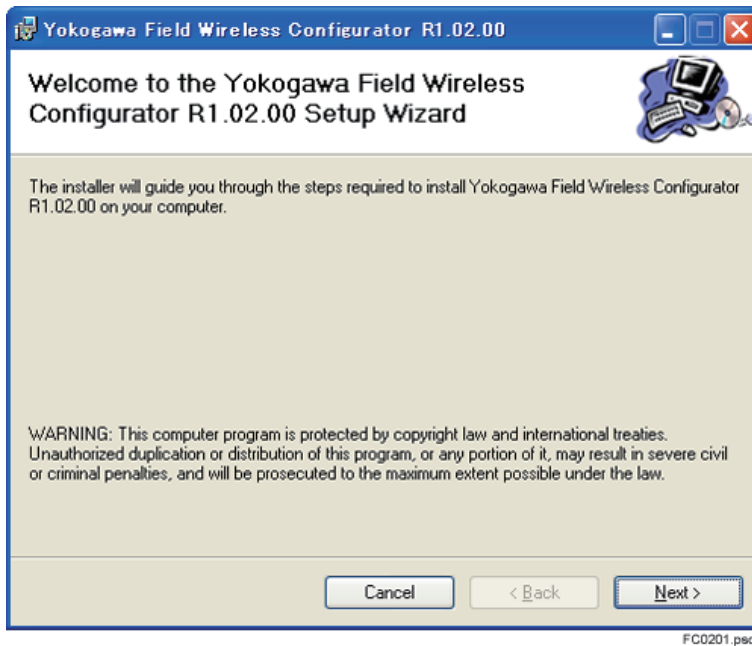 Yokogawa Field Wireless Configurator R1.02.00
Welcome to the Yokogawa Field Wireless
Configurator R1.02.00 Setup Wizard
The installer will guide you through the steps required to install Yokogawa Field Wireless Configurator
R1.02.00 on your computer.
WARNING: This computer program is protected by copyright law and international treaties.
Unauthorized duplication or distribution of this program, or any portion of it, may result in severe civil
or criminal penalties, and will be prosecuted to the maximum extent possible under the law.
Cancel
< Back
Next >
FC0201.psd